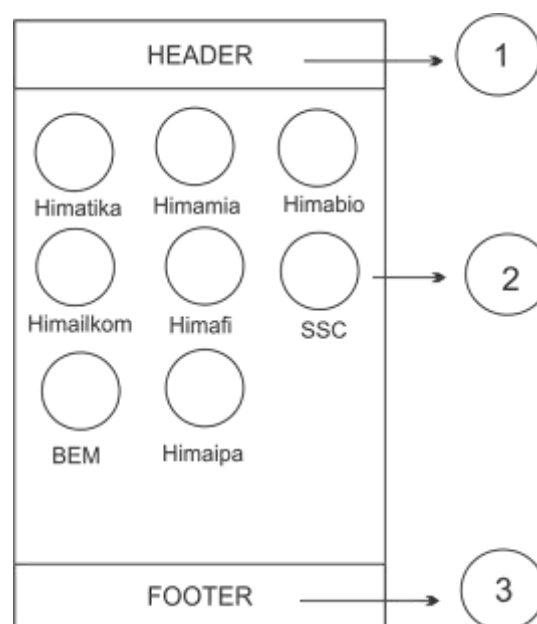 HEADER 1
Himatika Himamia Himabio
Himailkom Himafi SSC 2
BEM Himaipa
FOOTER 3